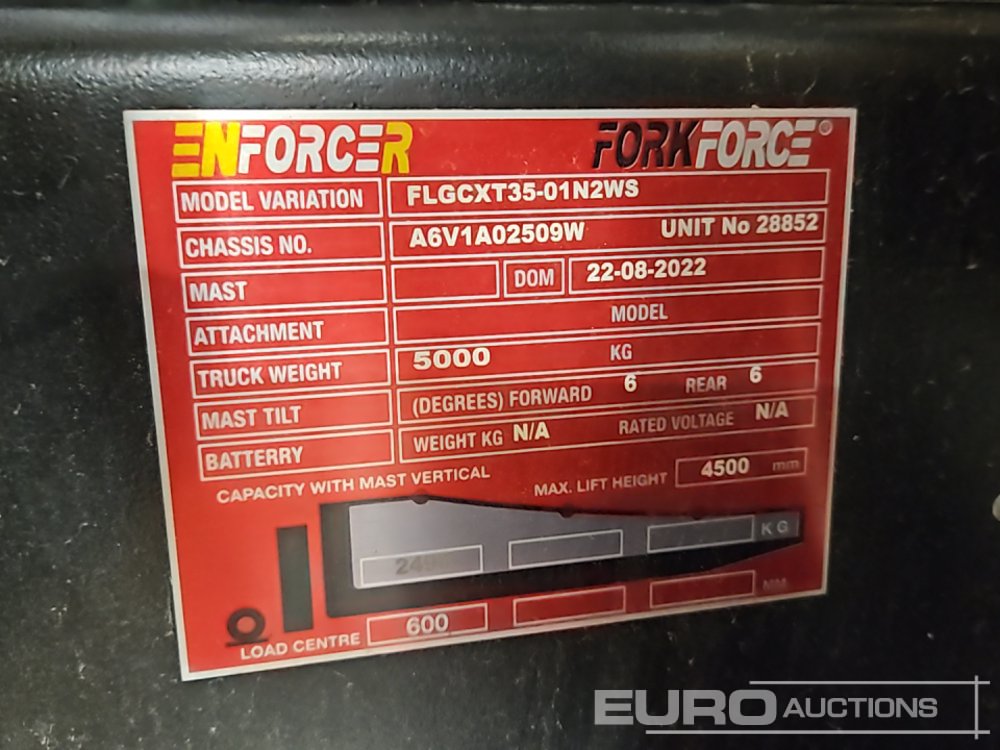 ENFORCER FORKFORCE®
MODEL VARIATION FLGCXT35-01N2WS
CHASSIS NO. A6V1A02509W UNIT No 28852
MAST DOM 22-08-2022
ATTACHMENT MODEL
TRUCK WEIGHT 5000 KG
MAST TILT (DEGREES) FORWARD 6 REAR 6
BATTERRY WEIGHT KG N/A RATED VOLTAGE N/A
CAPACITY WITH MAST VERTICAL MAX. LIFT HEIGHT 4500 mm
KG
LOAD CENTRE 600
EURO AUCTIONS